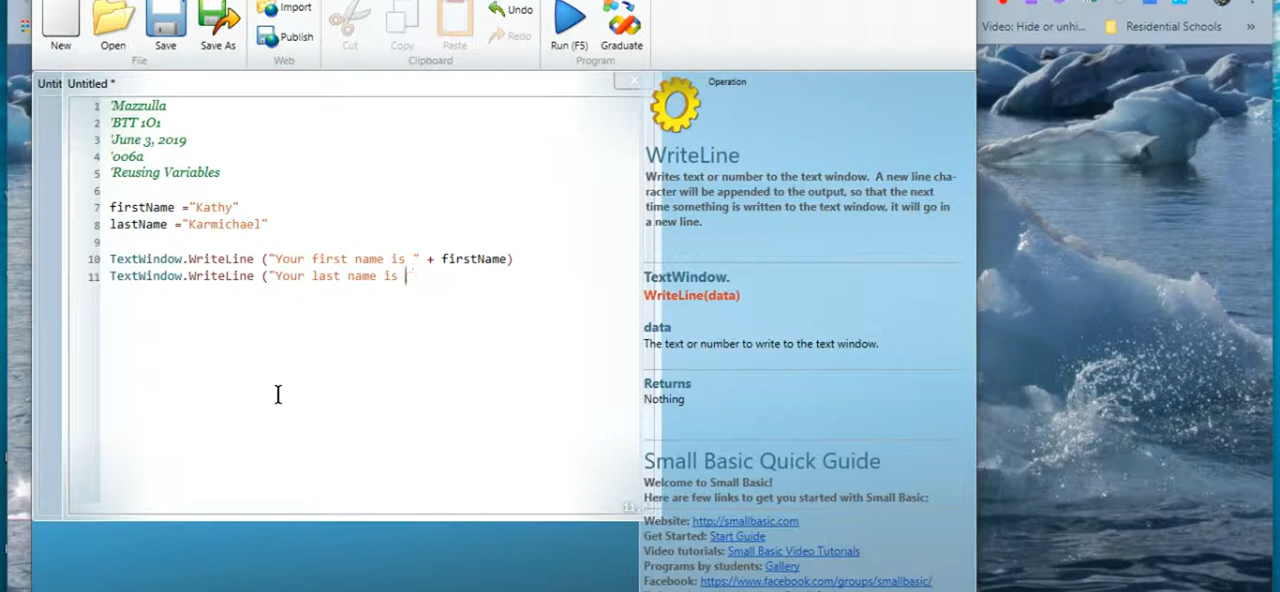 Import
Publish
New
Open
Save
Save As
Cut
Copy
Paste
Undo
Redo
Run (F5)
Graduate
File
Web
Clipboard
Program
Video: Hide or unhi...
Residential Schools
»
Untit
Untitled *
1 'Mazzulla
2 'BTT 1O1
3 'June 3, 2019
4 '006a
5 'Reusing Variables
6
7 firstName ="Kathy"
8 lastName ="Karmichael"
9
10 TextWindow.WriteLine ("Your first name is " + firstName)
11 TextWindow.WriteLine ("Your last name is
Operation
WriteLine
Writes text or number to the text window. A new line cha-
racter will be appended to the output, so that the next
time something is written to the text window, it will go in
a new line.
TextWindow.
WriteLine(data)
data
The text or number to write to the text window.
Returns
Nothing
Small Basic Quick Guide
Welcome to Small Basic!
Here are few links to get you started with Small Basic:
Website: http://smallbasic.com
Get Started: Start Guide
Video tutorials: Small Basic Video Tutorials
Programs by students: Gallery
Facebook: https://www.facebook.com/groups/smallbasic/